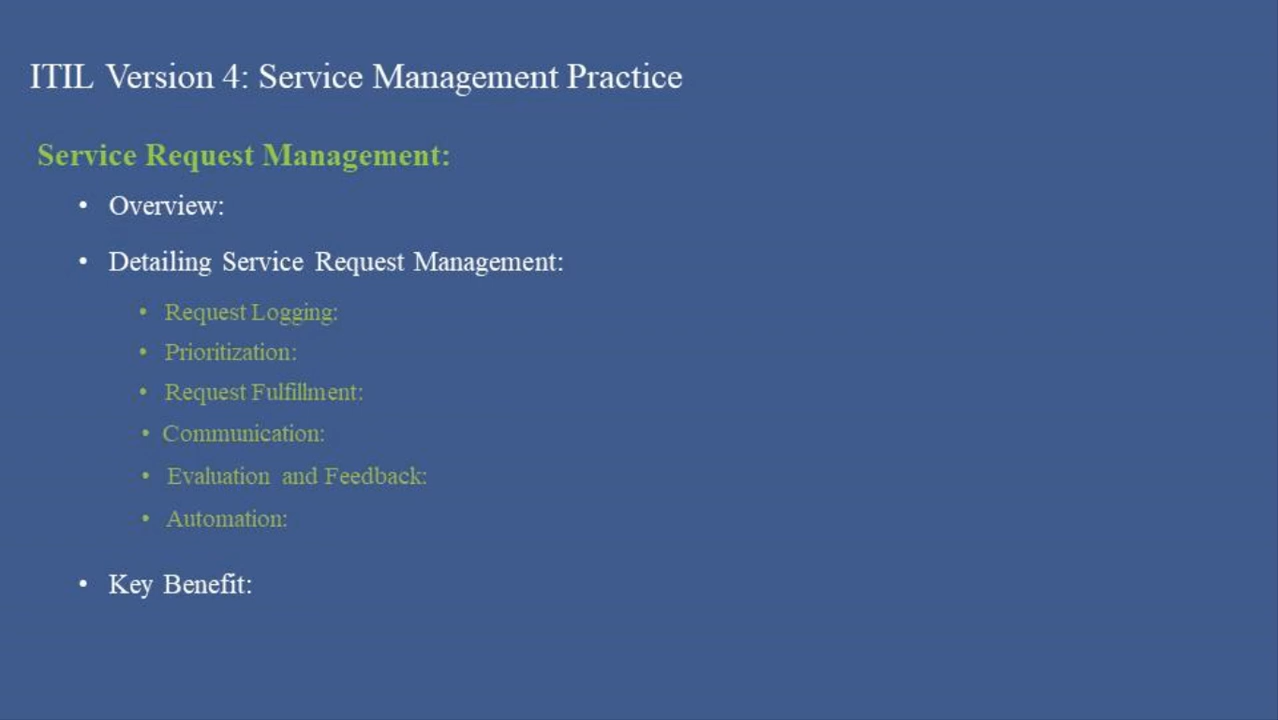 ITIL Version 4: Service Management Practice
Service Request Management:
• Overview:
• Detailing Service Request Management:
• Request Logging:
• Prioritization:
• Request Fulfillment:
• Communication:
• Evaluation and Feedback:
• Automation:
• Key Benefit: